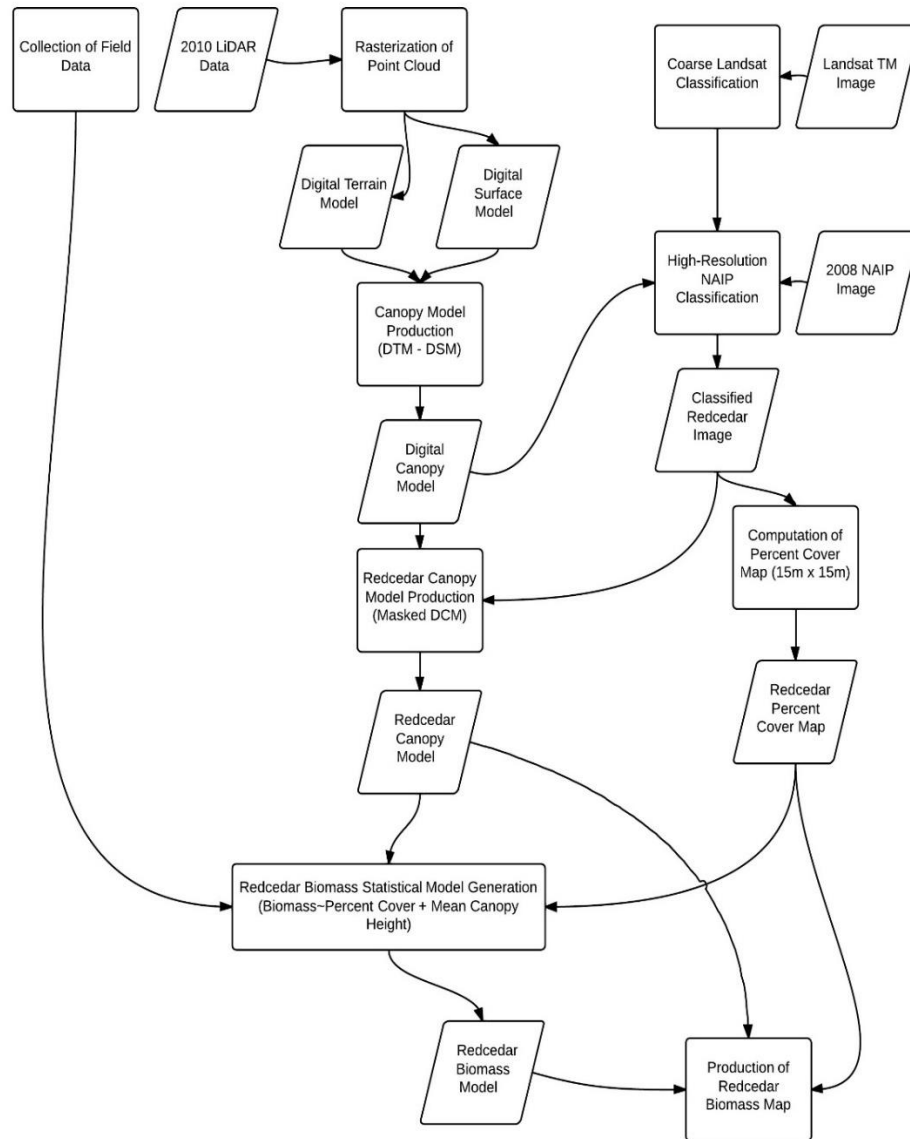 Collection of Field
Data
2010 LiDAR
Data
Rasterization of
Point Cloud
Coarse Landsat
Classification
Landsat TM
Image
Digital Terrain
Model
Digital
Surface
Model
High-Resolution
NAIP
Classification
2008 NAIP
Image
Canopy Model
Production
(DTM - DSM)
Classified
Redcedar
Image
Digital
Canopy
Model
Computation of
Percent Cover
Map (15m x 15m)
Redcedar Canopy
Model Production
(Masked DCM)
Redcedar
Percent
Cover Map
Redcedar
Canopy
Model
Redcedar Biomass Statistical Model Generation
(Biomass~Percent Cover + Mean Canopy
Height)
Redcedar
Biomass
Model
Production of
Redcedar
Biomass Map